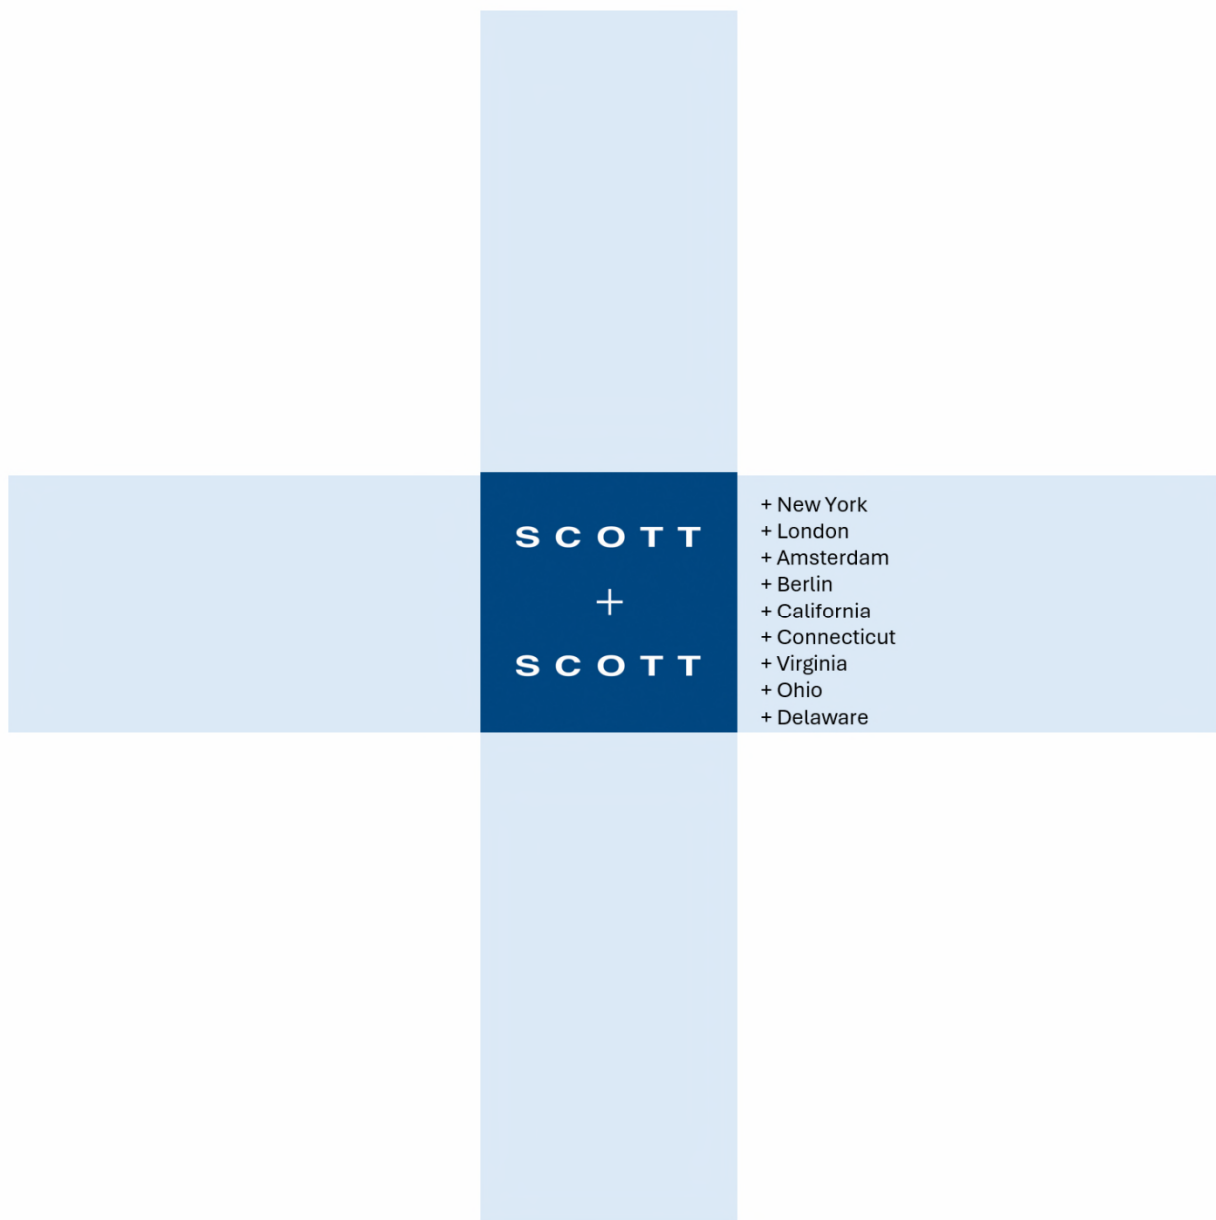 SCOTT
+
SCOTT
+ New York
+ London
+ Amsterdam
+ Berlin
+ California
+ Connecticut
+ Virginia
+ Ohio
+ Delaware